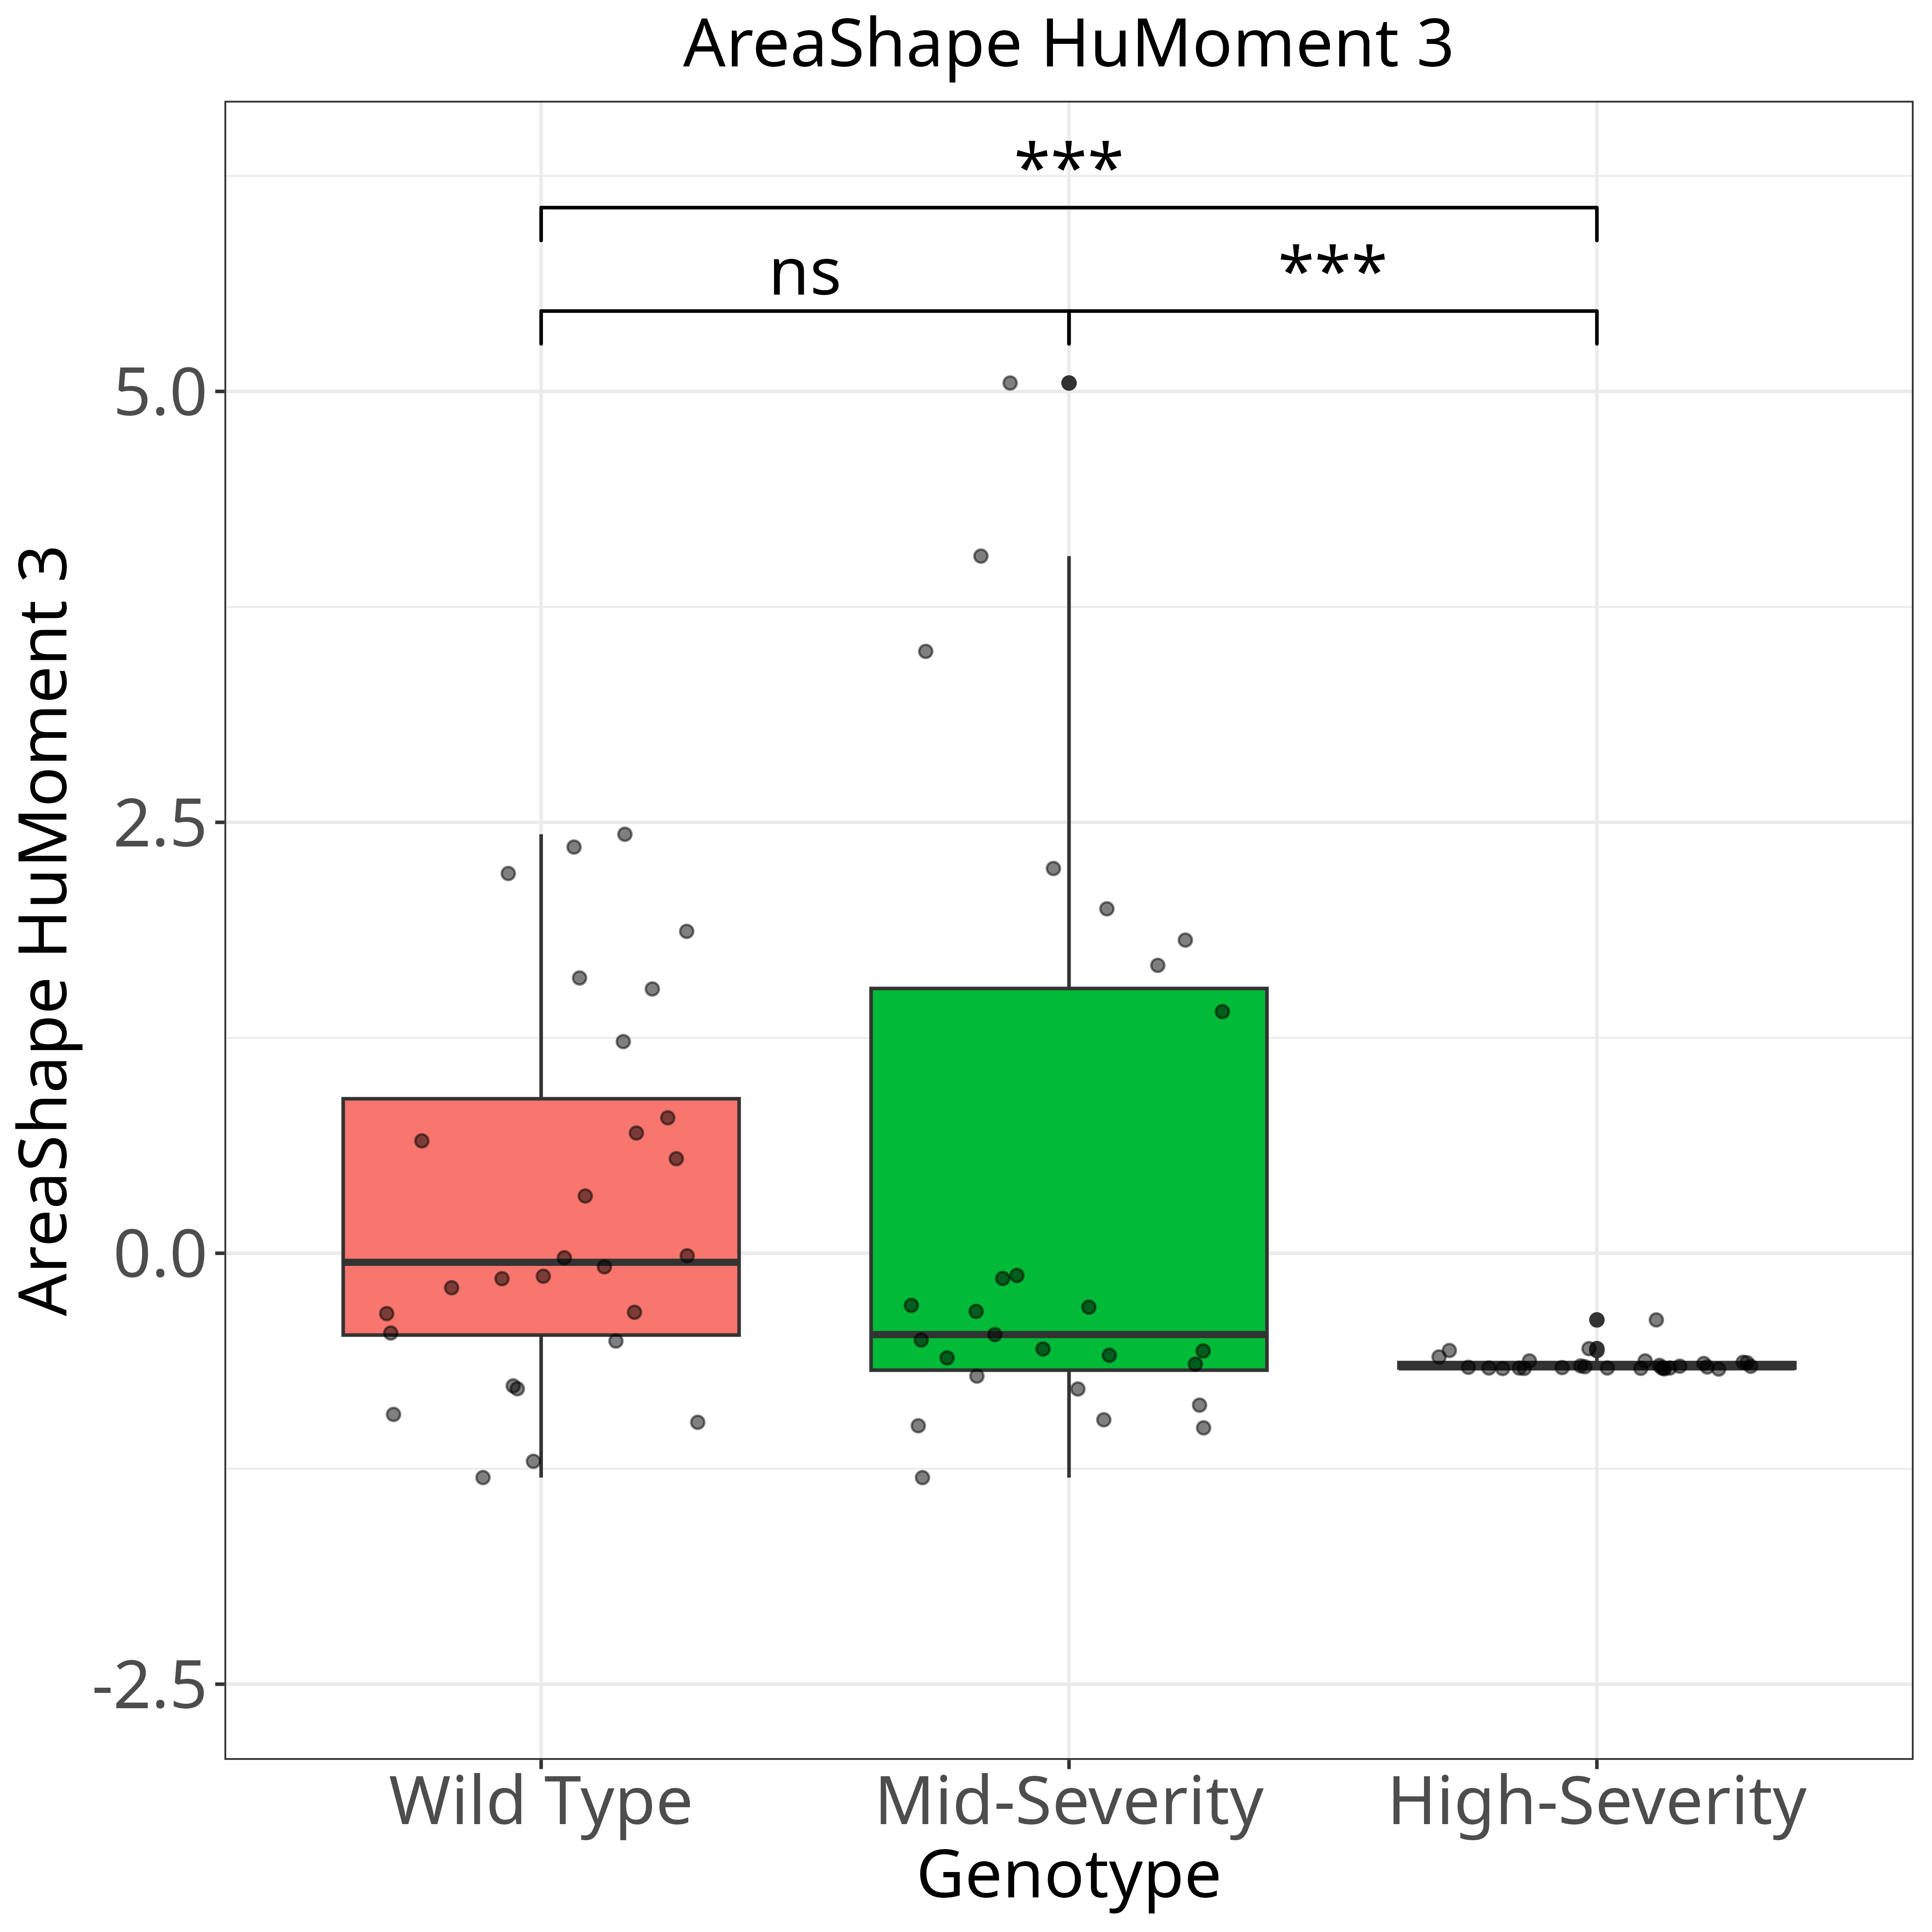 AreaShape HuMoment 3
***
ns
***
AreaShape HuMoment 3
5.0
2.5
0.0
-2.5
Wild Type
Mid-Severity
High-Severity
Genotype